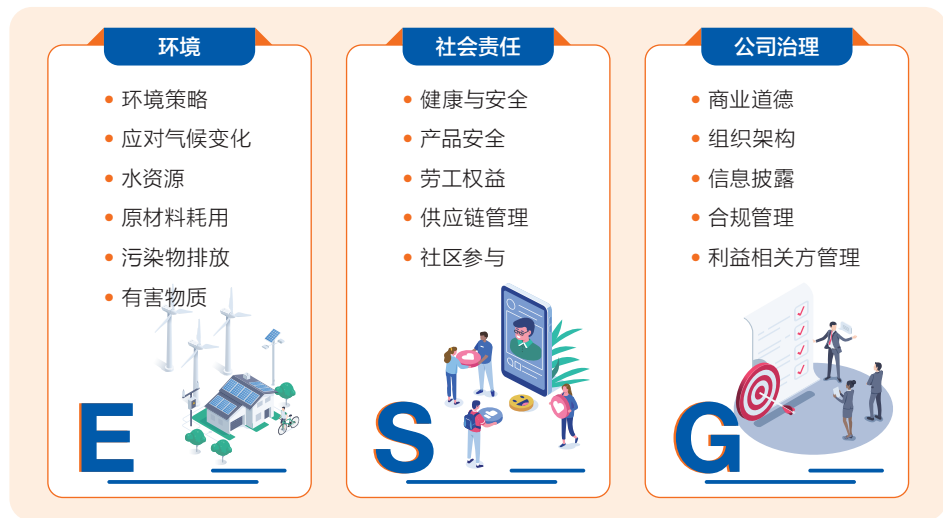 环境
环境策略
应对气候变化
水资源
原材料耗用
污染物排放
有害物质
E
社会责任
健康与安全
产品安全
劳工权益
供应链管理
社区参与
S
公司治理
商业道德
组织架构
信息披露
合规管理
利益相关方管理
G